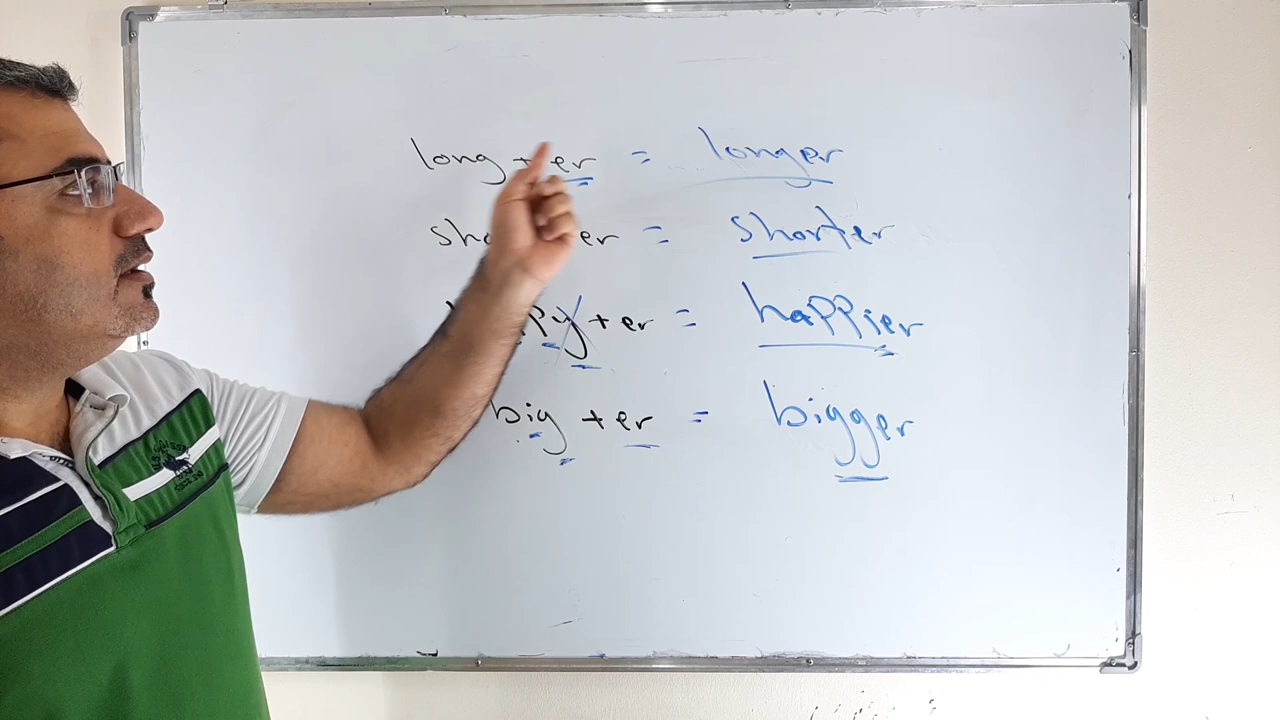 long + er = longer
er = shorter
y + er = happier
big + er = bigger